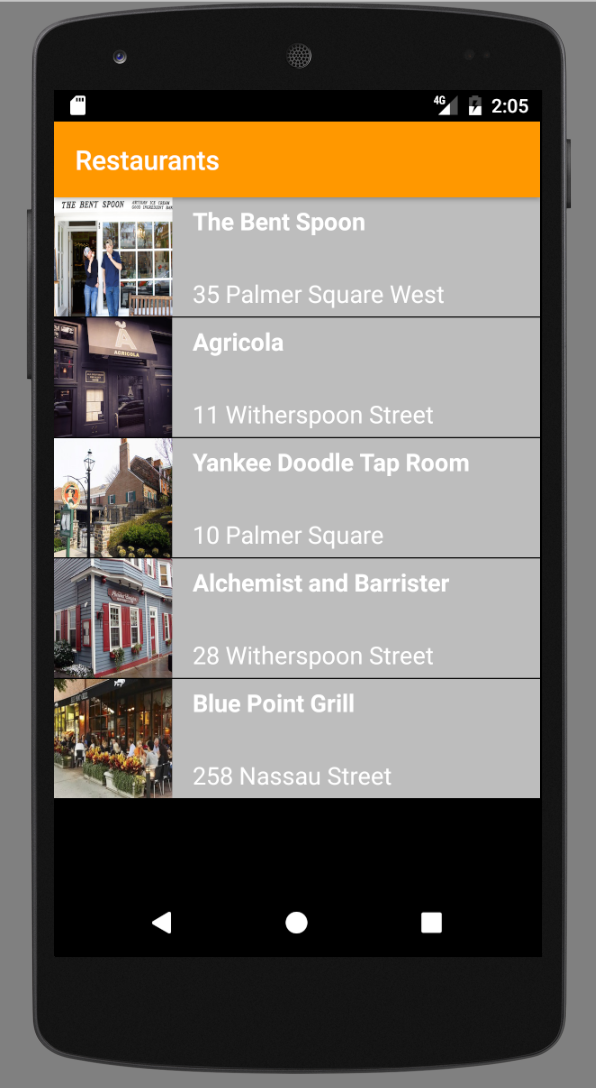 4G 2:05
Restaurants
THE BENT SPOON
The Bent Spoon
35 Palmer Square West
AGRICOLA
Agricola
11 Witherspoon Street
Yankee Doodle Tap Room
10 Palmer Square
Alchemist and Barrister
28 Witherspoon Street
Blue Point Grill
258 Nassau Street